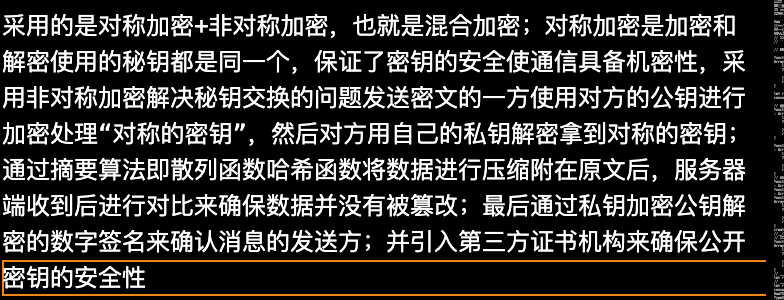 采用的是对称加密+非对称加密，也就是混合加密；对称加密是加密和
解密使用的秘钥都是同一个，保证了密钥的安全使通信具备机密性，采
用非对称加密解决秘钥交换的问题发送密文的一方使用对方的公钥进行
加密处理“对称的密钥”，然后对方用自己的私钥解密拿到对称的密钥；
通过摘要算法即散列函数哈希函数将数据进行压缩附在原文后，服务器
端收到后进行对比来确保数据并没有被篡改；最后通过私钥加密公钥解
密的数字签名来确认消息的发送方；并引入第三方证书机构来确保公开
密钥的安全性